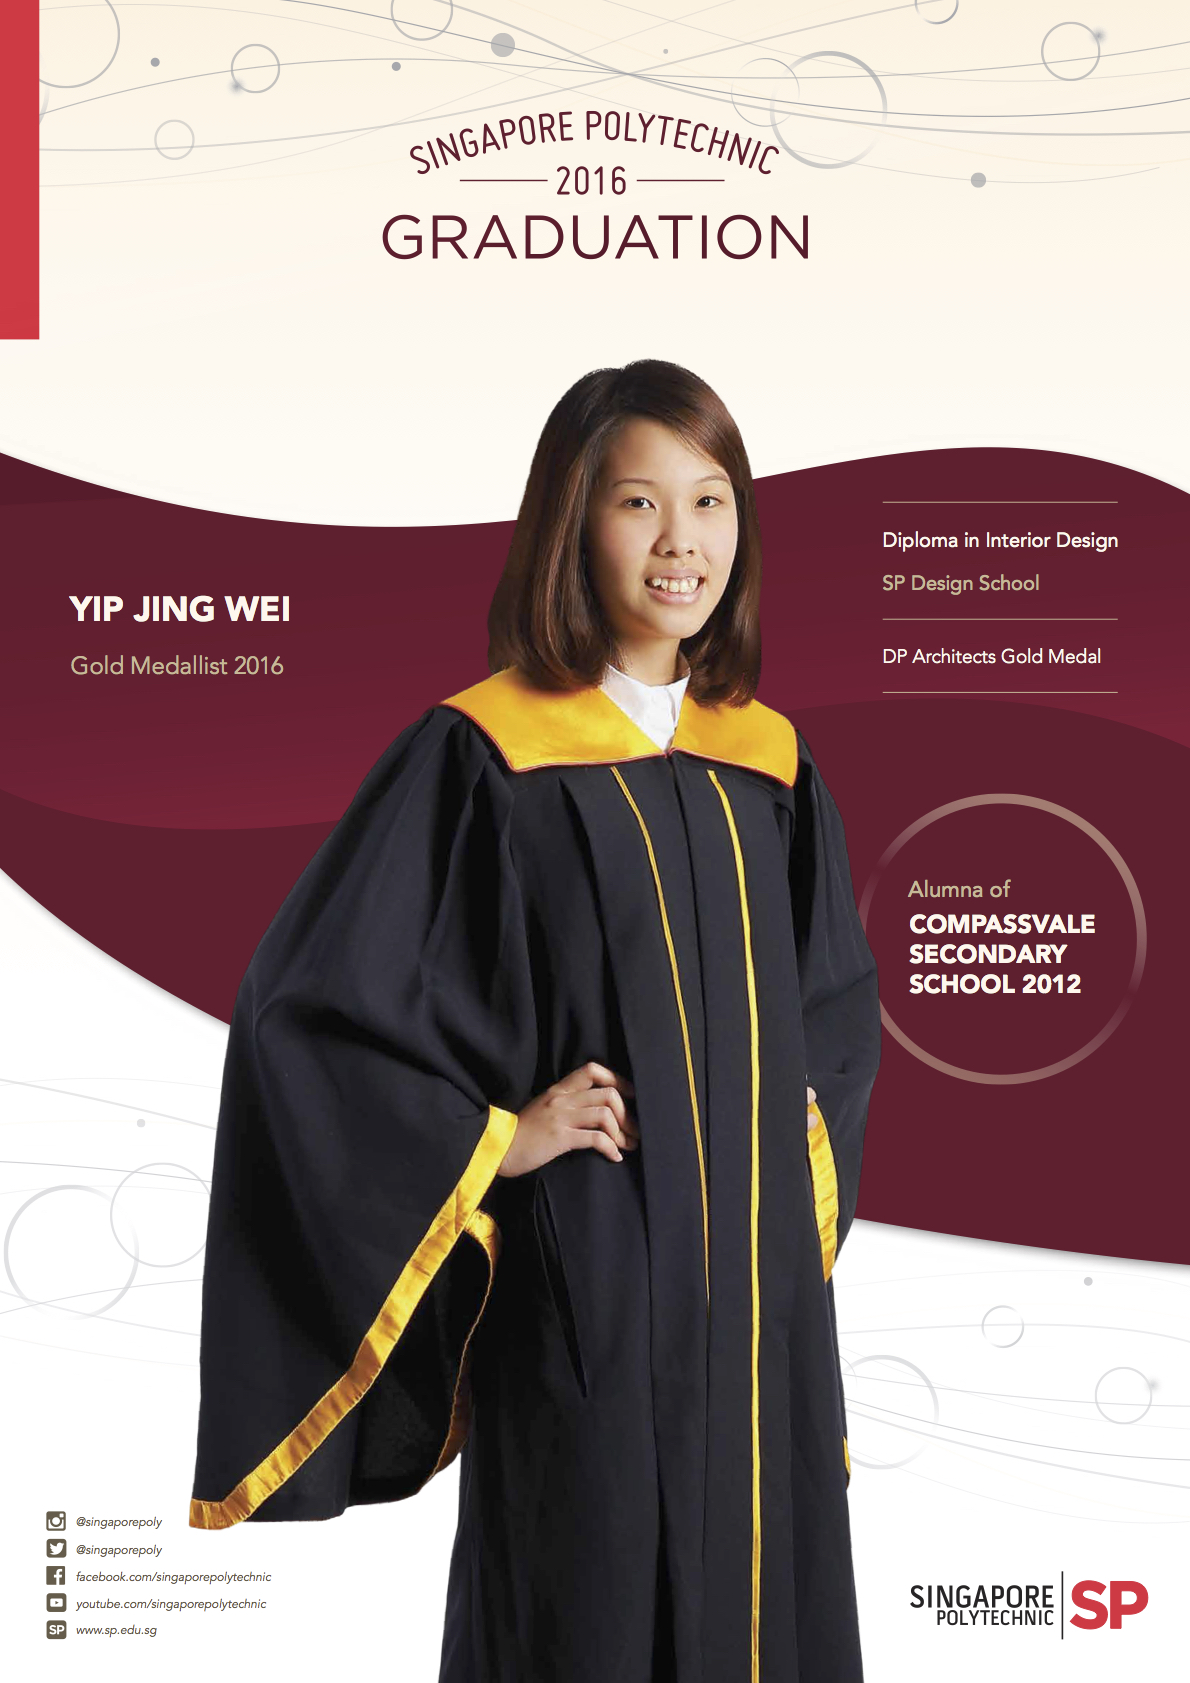 SINGAPORE POLYTECHNIC
2016
GRADUATION
YIP JING WEI
Gold Medallist 2016
Diploma in Interior Design
SP Design School
DP Architects Gold Medal
Alumna of
COMPASSVALE
SECONDARY
SCHOOL 2012
@singaporepoly
@singaporepoly
facebook.com/singaporepolytechnic
youtube.com/singaporepolytechnic
SP www.sp.edu.sg
SINGAPORE
POLYTECHNIC
SP